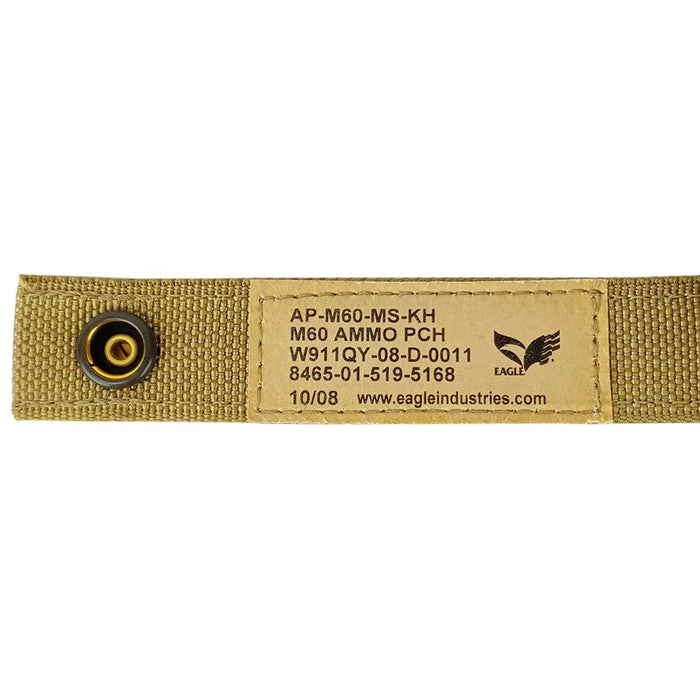 AP-M60-MS-KH
M60 AMMO PCH
W911QY-08-D-0011
8465-01-519-5168
10/08 www.eagleindustries.com
EAGLE